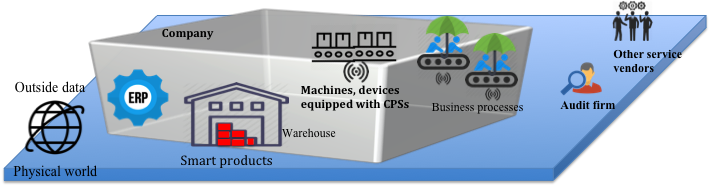 Company
Other service
vendors
Outside data
ERP
Machines, devices
equipped with CPSs
Business processes
Audit firm
Warehouse
Smart products
Physical world